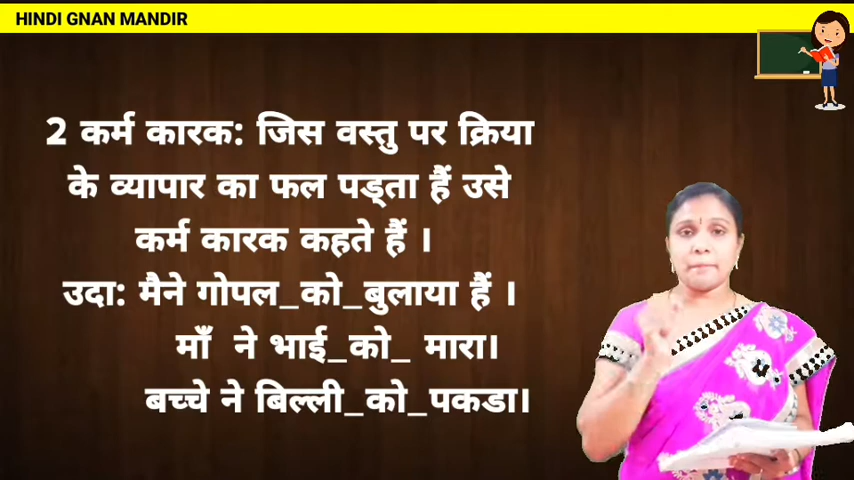 HINDI GNAN MANDIR
2 कर्म कारक: जिस वस्तु पर क्रिया
के व्यापार का फल पड्ता हैं उसे
कर्म कारक कहते हैं ।
उदा: मैने गोपल_को_बुलाया हैं ।
माँ ने भाई_को_ मारा।
बच्चे ने बिल्ली_को_पकडा।